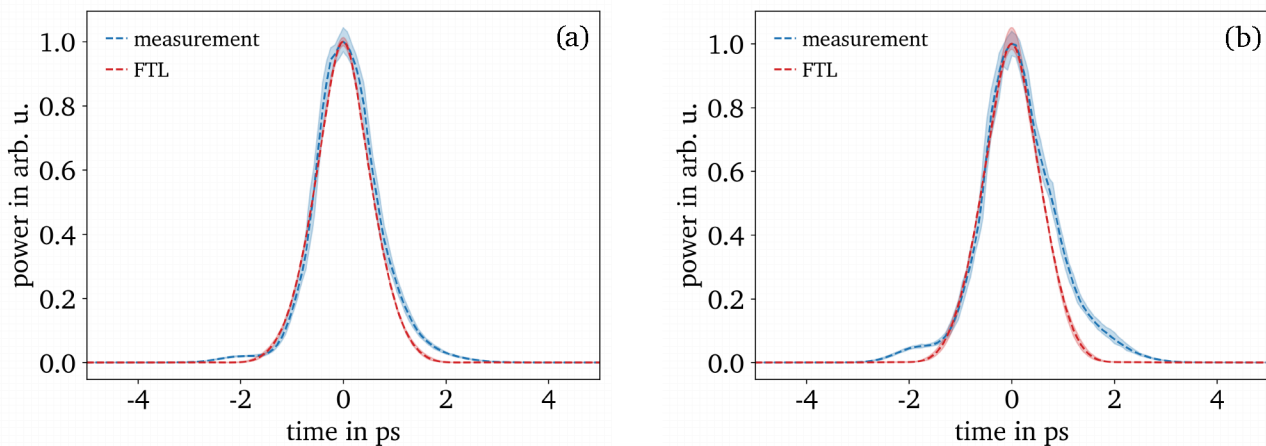 (a)
measurement
FTL
power in arb. u.
1.0
0.8
0.6
0.4
0.2
0.0
-4 -2 0 2 4
time in ps
(b)
measurement
FTL
power in arb. u.
1.0
0.8
0.6
0.4
0.2
0.0
-4 -2 0 2 4
time in ps